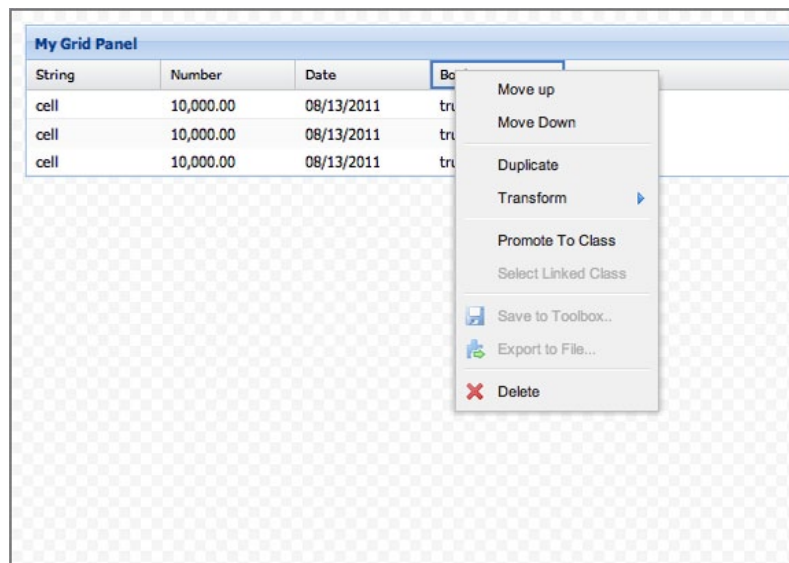 My Grid Panel
String Number Date
cell 10,000.00 08/13/2011
cell 10,000.00 08/13/2011
cell 10,000.00 08/13/2011
Move up
Move Down
Duplicate
Transform
Promote To Class
Select Linked Class
Save to Toolbox..
Export to File...
Delete